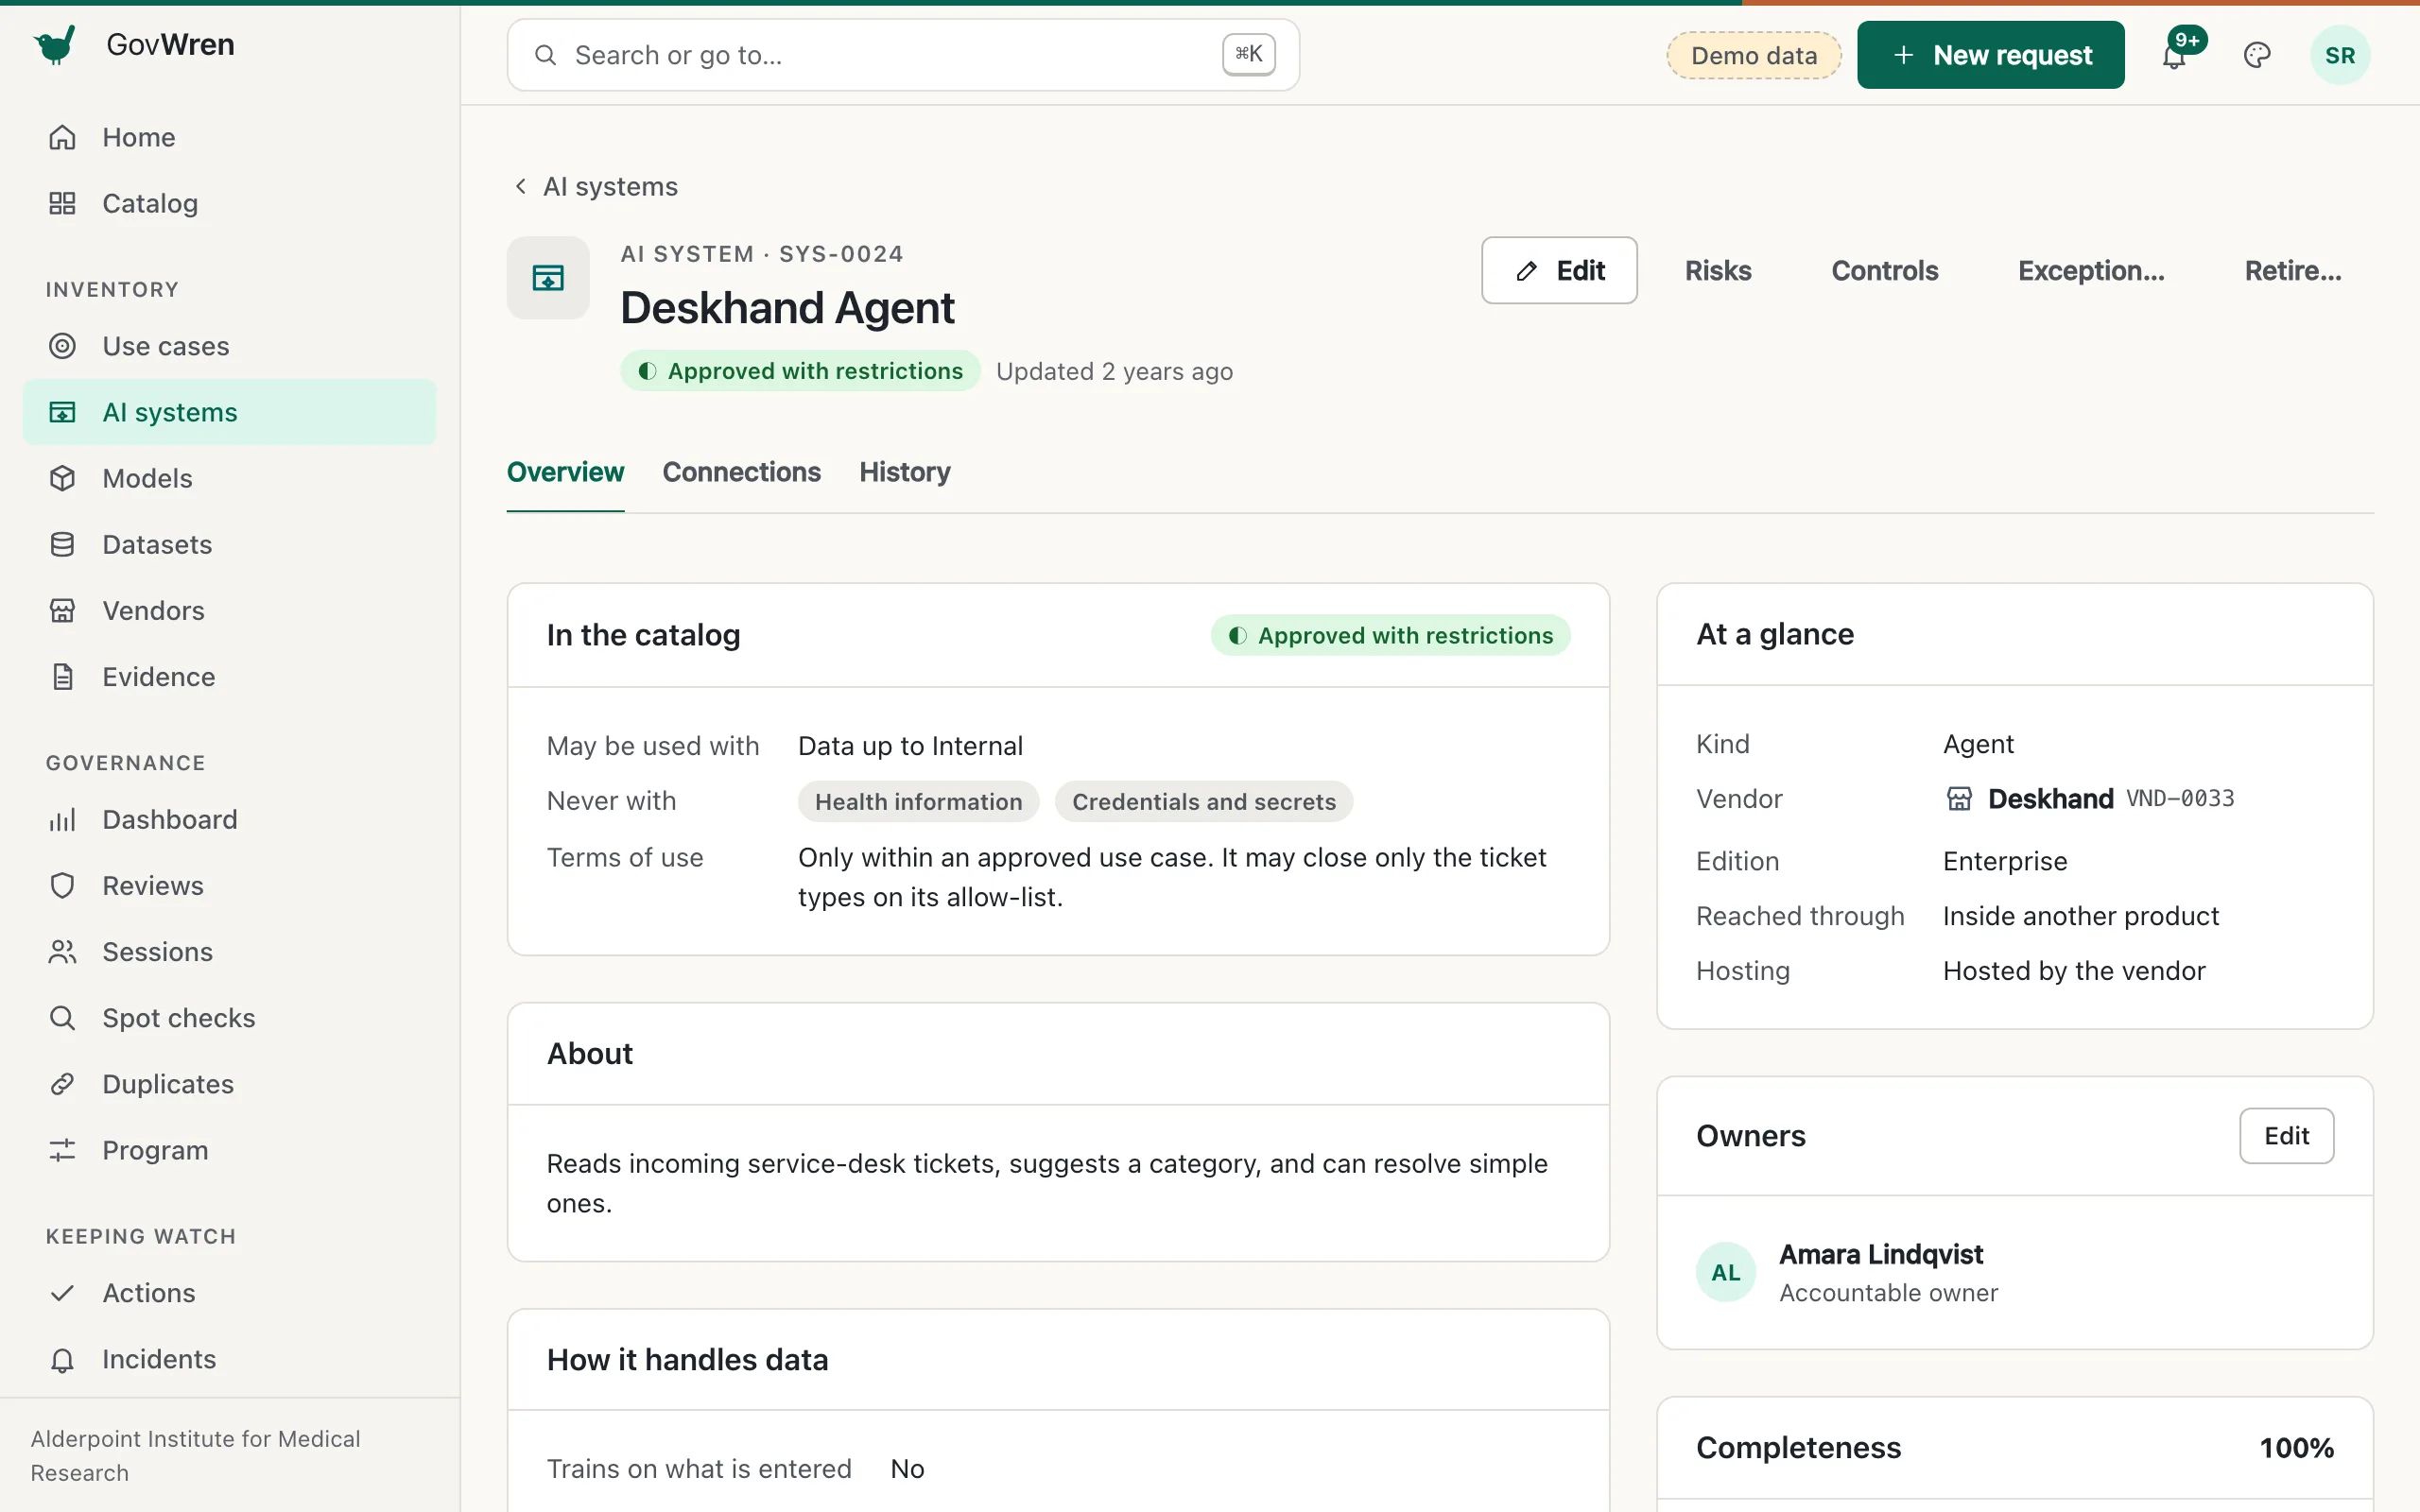 GovWren
Search or go to...
⌘K
Demo data
+ New request
9+
SR
Home
Catalog
INVENTORY
Use cases
AI systems
Models
Datasets
Vendors
Evidence
GOVERNANCE
Dashboard
Reviews
Sessions
Spot checks
Duplicates
Program
KEEPING WATCH
Actions
Incidents
Alderpoint Institute for Medical
Research
AI systems
AI SYSTEM · SYS-0024
Deskhand Agent
Approved with restrictions
Updated 2 years ago
Edit
Risks
Controls
Exception...
Retire...
Overview
Connections
History
In the catalog
Approved with restrictions
May be used with Data up to Internal
Never with Health information Credentials and secrets
Terms of use Only within an approved use case. It may close only the ticket
types on its allow-list.
About
Reads incoming service-desk tickets, suggests a category, and can resolve simple
ones.
How it handles data
Trains on what is entered No
At a glance
Kind Agent
Vendor Deskhand VND-0033
Edition Enterprise
Reached through Inside another product
Hosting Hosted by the vendor
Owners
Edit
AL
Amara Lindqvist
Accountable owner
Completeness 100%